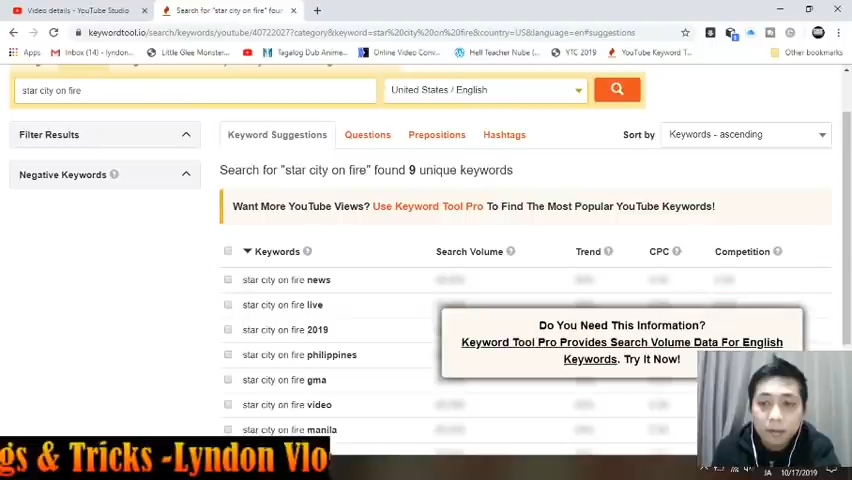 Video details - YouTube Studio
Search for "star city on fire" foun
keywordtool.io/search/keywords/youtube/40722027?category&keyword=star%20city%20on%20fire&country=US&language=en#suggestions
Apps
Inbox (14) - lyndon...
Little Glee Monster...
Tagalog Dub Anime...
Online Video Conv...
Hell Teacher Nube (...
YTC 2019
YouTube Keyword T...
Other bookmarks
star city on fire
United States / English
Filter Results
Negative Keywords
Keyword Suggestions
Questions
Prepositions
Hashtags
Sort by
Keywords - ascending
Search for "star city on fire" found 9 unique keywords
Want More YouTube Views? Use Keyword Tool Pro To Find The Most Popular YouTube Keywords!
Keywords
Search Volume
Trend
CPC
Competition
star city on fire news
star city on fire live
star city on fire 2019
star city on fire philippines
star city on fire gma
star city on fire video
star city on fire manila
Do You Need This Information?
Keyword Tool Pro Provides Search Volume Data For English
Keywords. Try It Now!
gs & Tricks -Lyndon Vlo
JA
10/17/2019